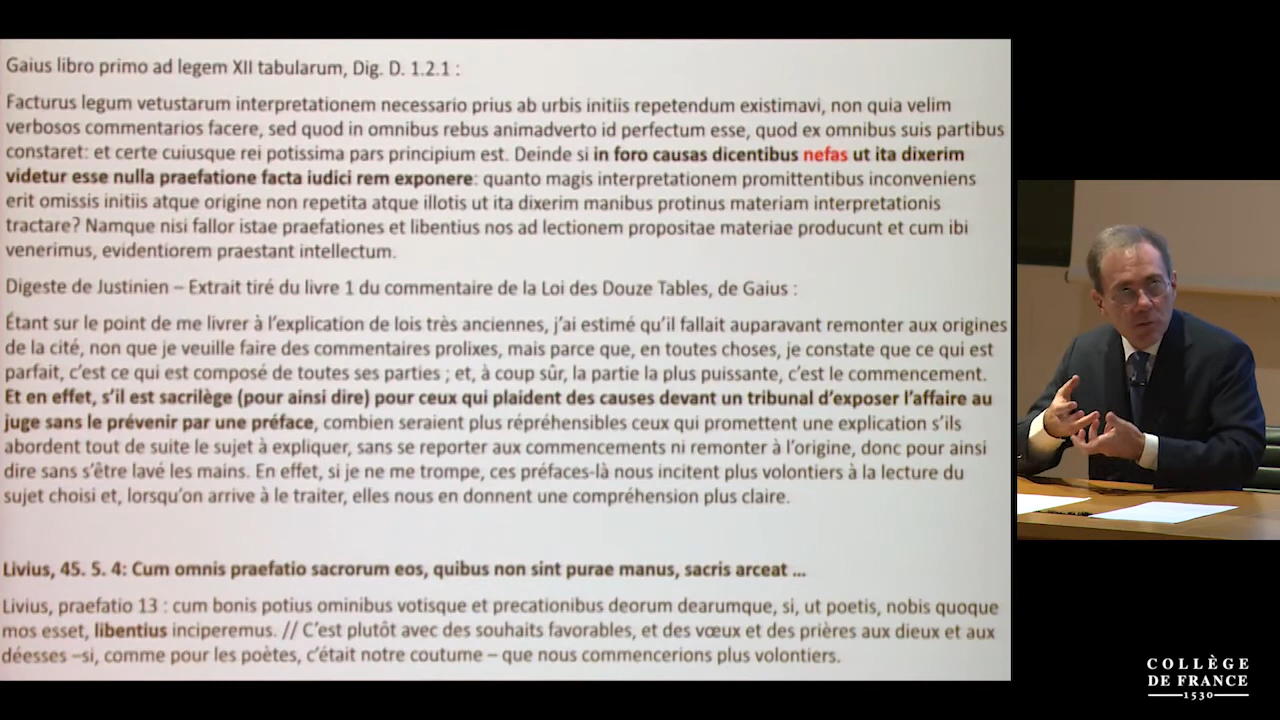 Gaius libro primo ad legem XII tabularum, Dig. D. 1.2.1 :
Facturus legum vetustarum interpretationem necessario prius ab urbis initiis repetendum existimavi, non quia velim
verbosos commentarios facere, sed quod in omnibus rebus animadverto id perfectum esse, quod ex omnibus suis partibus
constaret: et certe cuiusque rei potissima pars principium est. Deinde si in foro causas dicentibus nefas ut ita dixerim
videtur esse nulla praefatione facta iudici rem exponere: quanto magis interpretationem promittentibus inconveniens
erit omissis initiis atque origine non repetita atque illotis ut ita dixerim manibus protinus materiam interpretationis
tractare? Namque nisi fallor istae praefationes et libentius nos ad lectionem propositae materiae producunt et cum ibi
venerimus, evidentiorem praestant intellectum.
Digeste de Justinien – Extrait tiré du livre 1 du commentaire de la Loi des Douze Tables, de Gaius :
Étant sur le point de me livrer à l'explication de lois très anciennes, j'ai estimé qu'il fallait auparavant remonter aux origines
de la cité, non que je veuille faire des commentaires prolixes, mais parce que, en toutes choses, je constate que ce qui est
parfait, c'est ce qui est composé de toutes ses parties ; et, à coup sûr, la partie la plus puissante, c'est le commencement.
Et en effet, s'il est sacrilège (pour ainsi dire) pour ceux qui plaident des causes devant un tribunal d'exposer l'affaire au
juge sans le prévenir par une préface, combien seraient plus répréhensibles ceux qui promettent une explication s'ils
abordent tout de suite le sujet à expliquer, sans se reporter aux commencements ni remonter à l'origine, donc pour ainsi
dire sans s'être lavé les mains. En effet, si je ne me trompe, ces préfaces-là nous incitent plus volontiers à la lecture du
sujet choisi et, lorsqu'on arrive à le traiter, elles nous en donnent une compréhension plus claire.
Livius, 45. 5. 4: Cum omnis praefatio sacrorum eos, quibus non sint purae manus, sacris arceat ...
Livius, praefatio 13 : cum bonis potius ominibus votisque et precationibus deorum dearumque, si, ut poetis, nobis quoque
mos esset, libentius inciperemus. // C'est plutôt avec des souhaits favorables, et des vœux et des prières aux dieux et aux
déesses –si, comme pour les poètes, c'était notre coutume – que nous commencerions plus volontiers.
COLLÈGE
DE FRANCE
1530